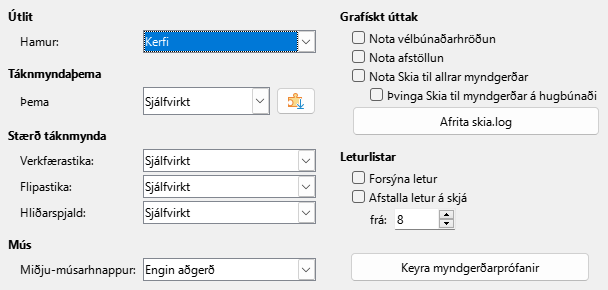 Útlit
Hamur: Kerfi
Táknmyndaþema
Þema Sjálfvirkt
Stærð táknmynda
Verkfærastika: Sjálfvirkt
Flipastika: Sjálfvirkt
Hliðarspjald: Sjálfvirkt
Mús
Miðju-músarhnappur: Engin aðgerð
Grafískt úttak
Nota vélbúnaðarhröðun
Nota afstöllun
Nota Skia til allrar myndgerðar
Þvinga Skia til myndgerðar á hugbúnaði
Afrita skia.log
Leturlistar
Forsýna letur
Afstalla letur á skjá
frá: 8
Keyra myndgerðarprófanir